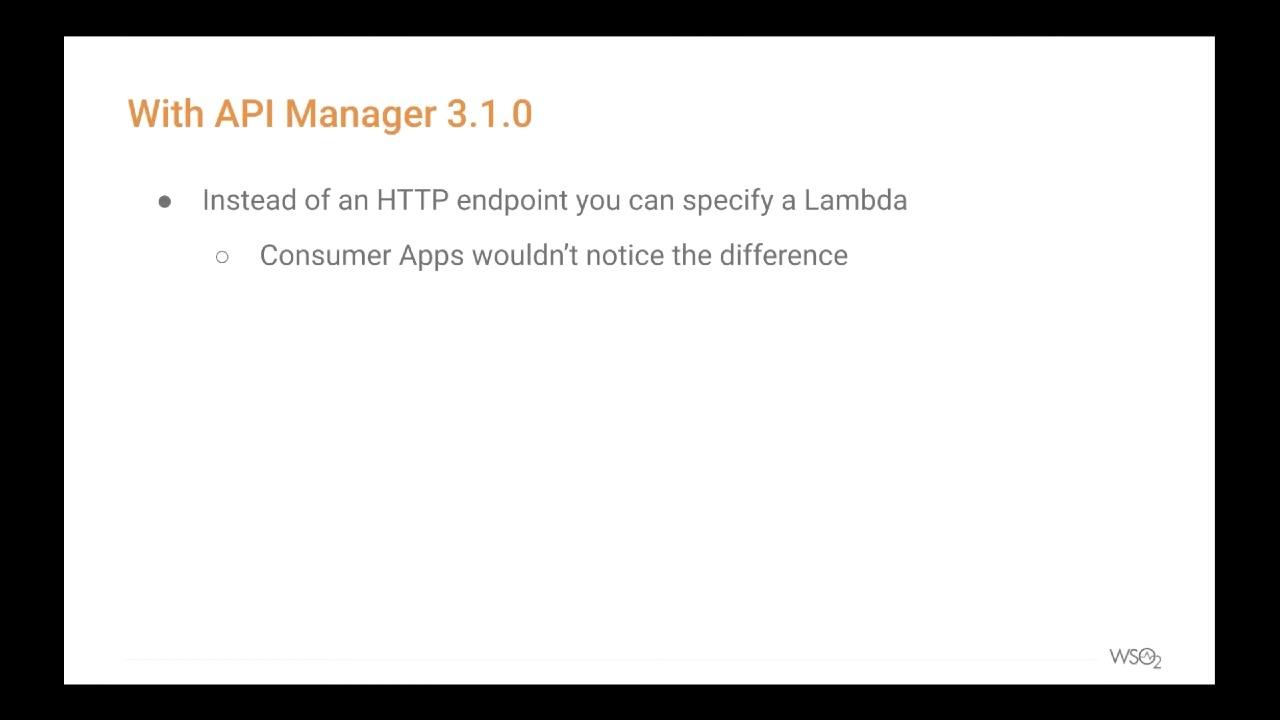 With API Manager 3.1.0
● Instead of an HTTP endpoint you can specify a Lambda
○ Consumer Apps wouldn’t notice the difference
WSO2